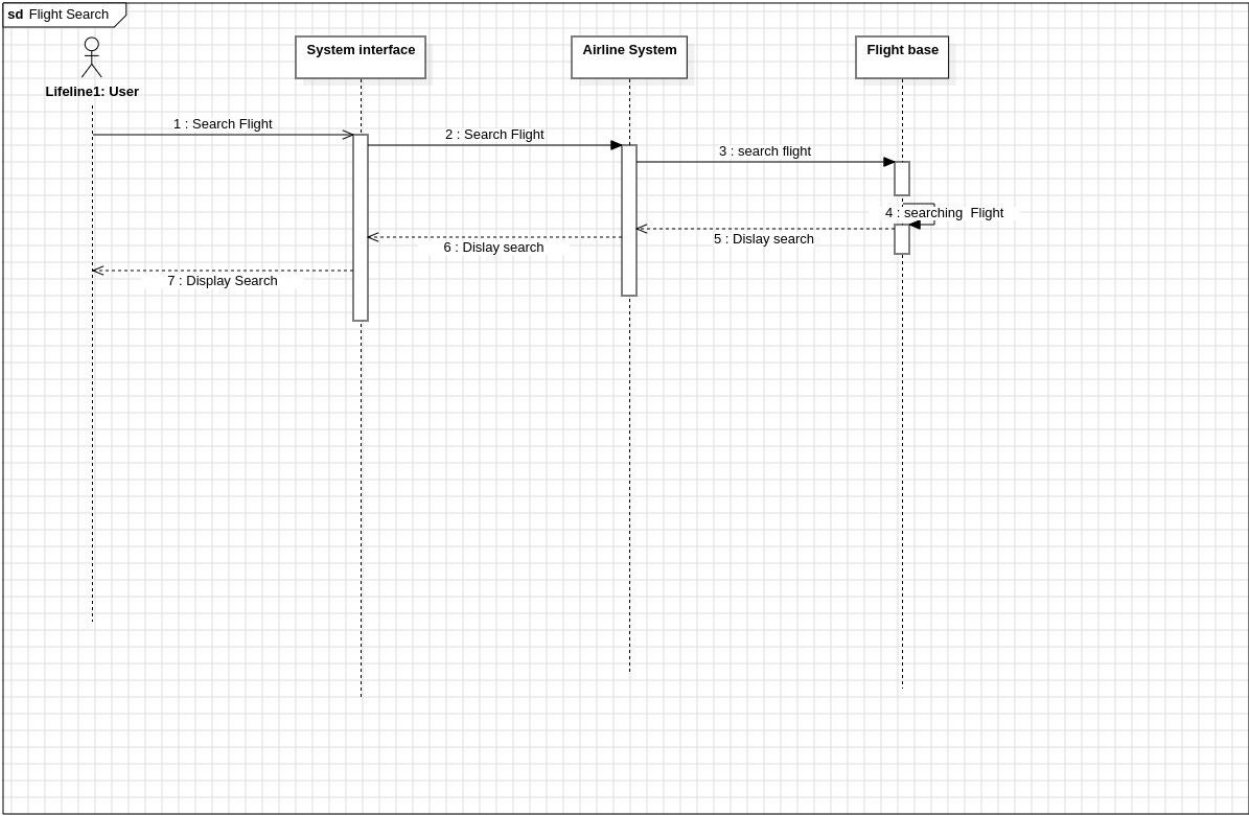 sd Flight Search
System interface
Airline System
Flight base
Lifeline1: User
1 : Search Flight
2 : Search Flight
3 : search flight
4 : searching Flight
5 : Dislay search
6 : Dislay search
7 : Display Search